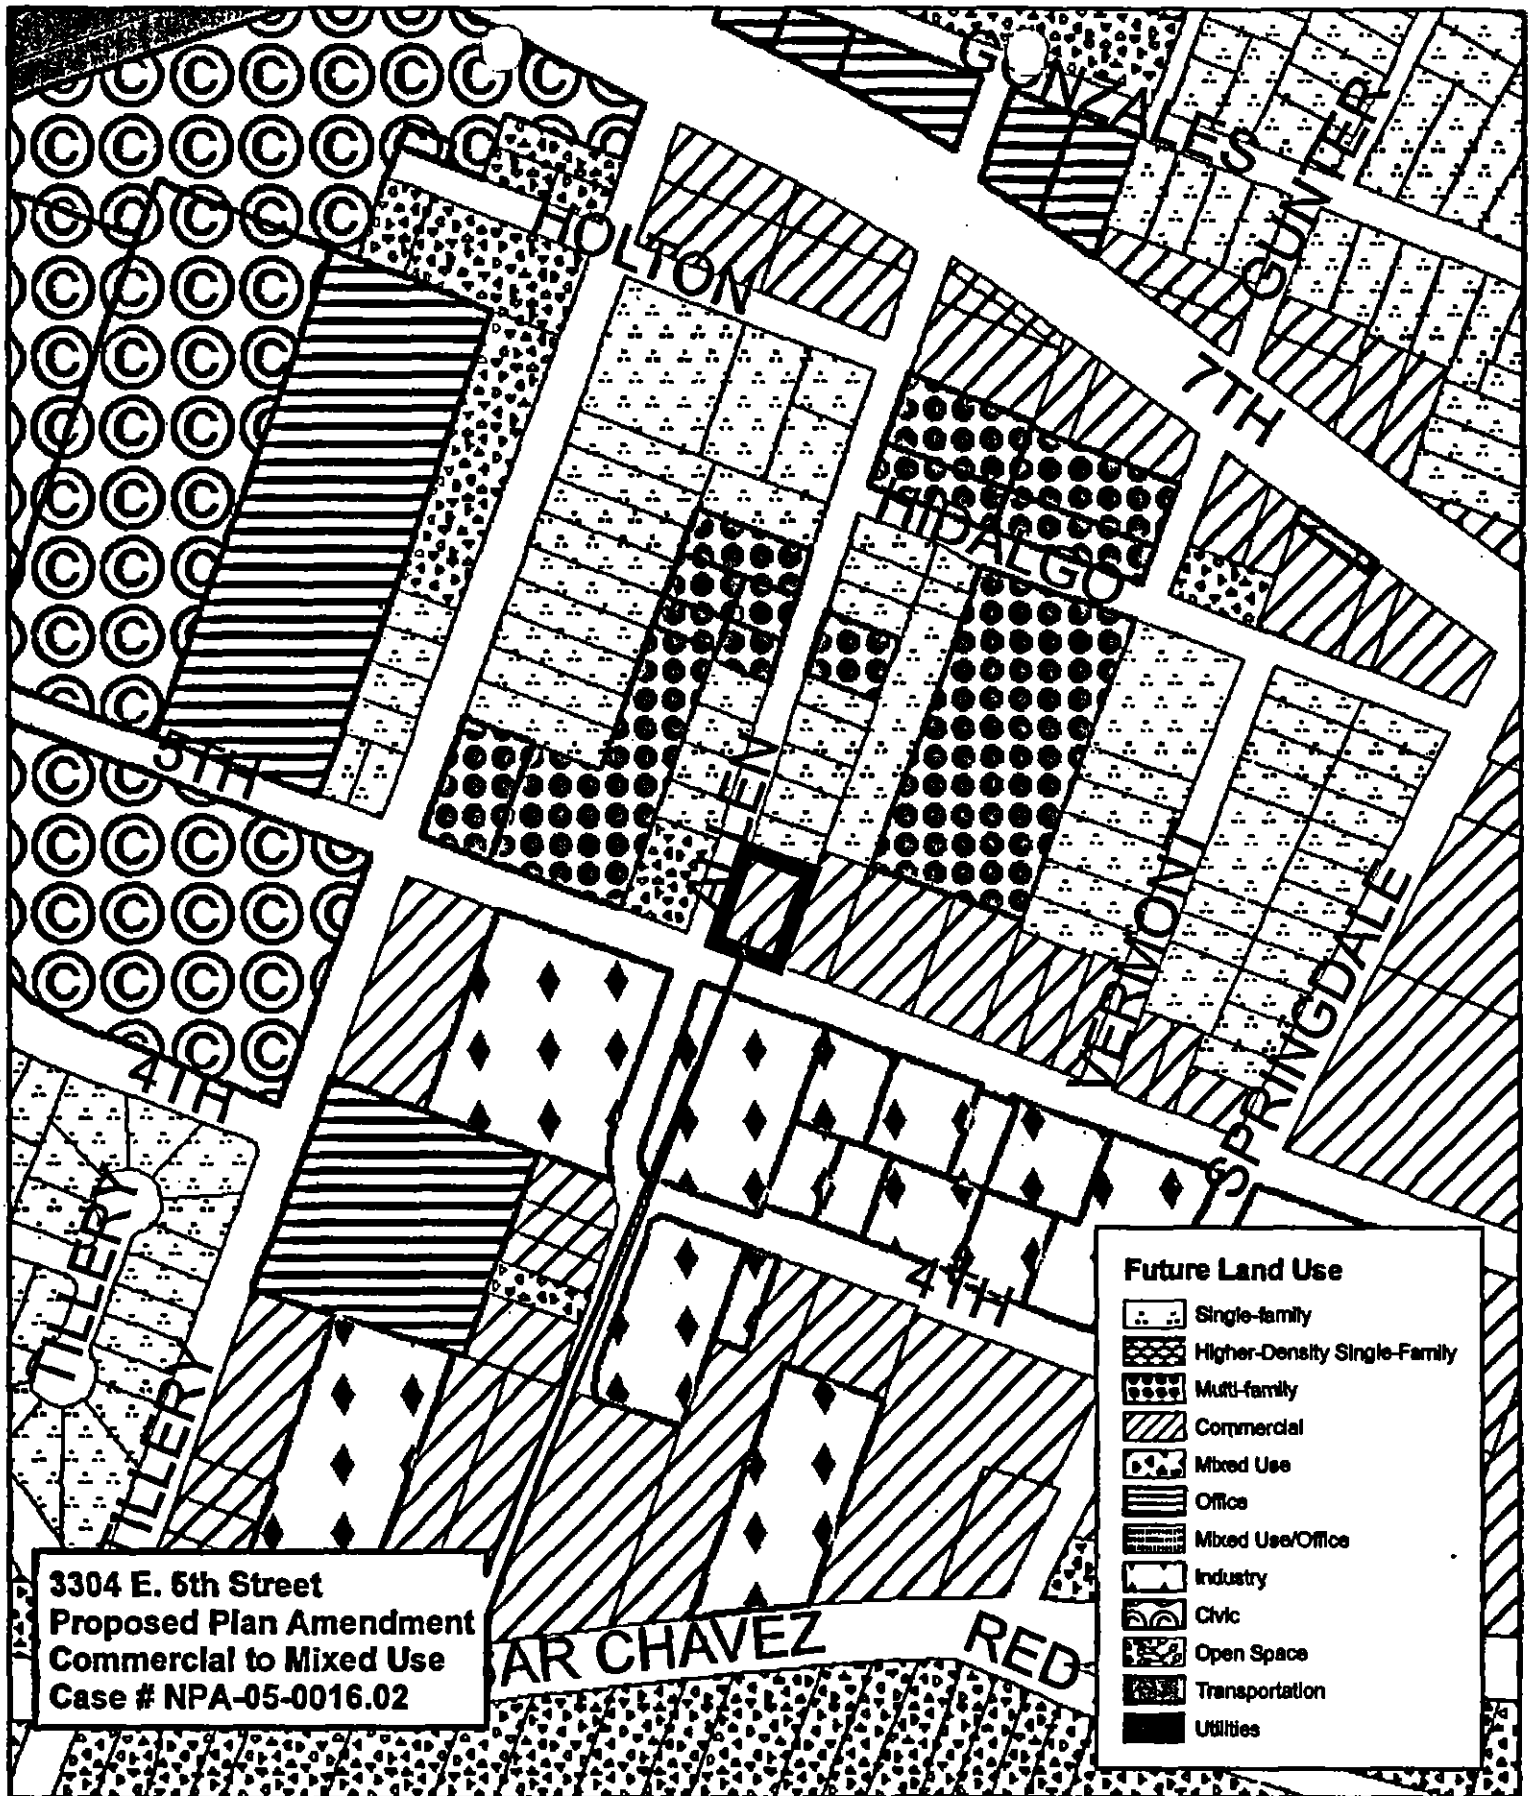 GONZALES
GUNTER
HOLTON
7TH
HIDALGO
5TH
ALLEN
VERMONT
SPRINGDALE
4TH
TILLERY
4TH
TILLERY
AR CHAVEZ
RED
Future Land Use
Single-family
Higher-Density Single-Family
Multi-family
Commercial
Mixed Use
Office
Mixed Use/Office
Industry
Civic
Open Space
Transportation
Utilities
3304 E. 5th Street
Proposed Plan Amendment
Commercial to Mixed Use
Case # NPA-05-0016.02